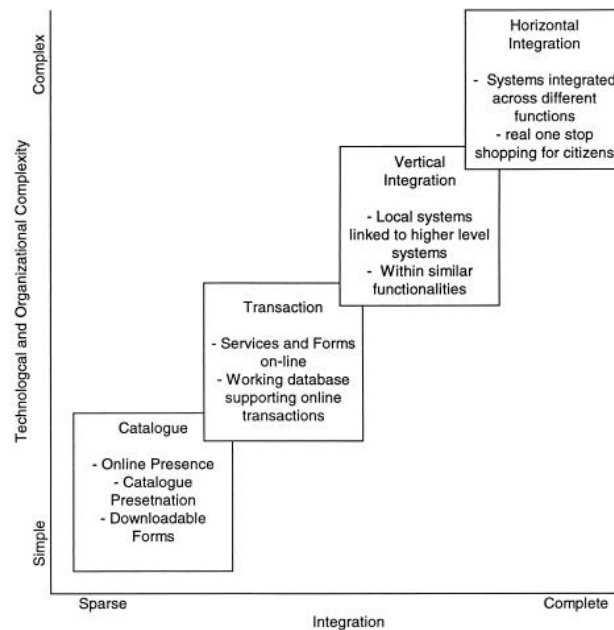 Technologcal and Organizational Complexity
Complex
Simple
Horizontal
Integration
- Systems integrated
across different
functions
- real one stop
shopping for citizens
Vertical
Integration
- Local systems
linked to higher level
systems
- Within similar
functionalities
Transaction
- Services and Forms
on-line
- Working database
supporting online
transactions
Catalogue
- Online Presence
- Catalogue
Presetnation
- Downloadable
Forms
Sparse
Complete
Integration